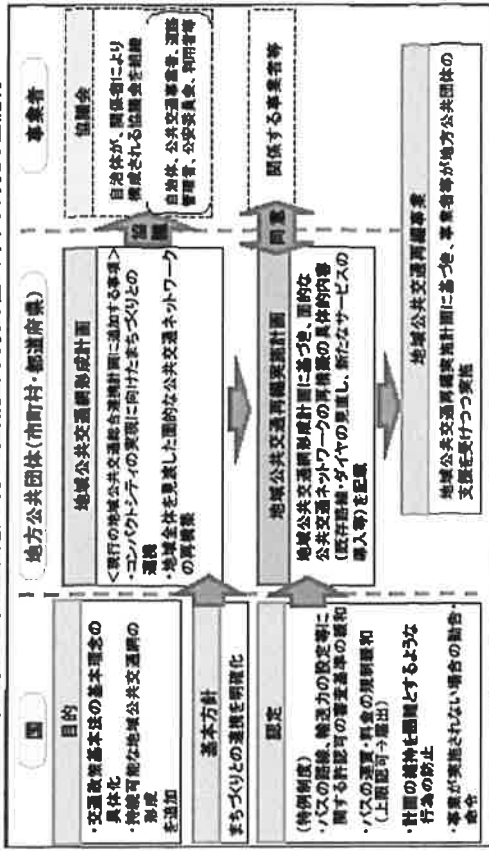 国
目的
・交通政策基本法の基本理念の
具体化
・持続可能な地域公共交通網の
形成
を追加
基本方針
まちづくりとの連携を明確化
認定
(特例制度)
・バスの路線、輸送力の設定等に
関する許認可の審査基準の緩和
・バスの運賃・料金の規制緩和
(上限認可→届出)
・計画の維持を困難とするような
行為の防止
・事業が実施されない場合の勧告・
命令
地方公共団体(市町村・都道府県)
地域公共交通網形成計画
<現行の地域公共交通総合連携計画に追加する事項>
・コンパクトシティの実現に向けたまちづくりとの
連携
・地域全体を見渡した面的な公共交通ネットワーク
の再構築
地域公共交通再編実施計画
地域公共交通網形成計画に基づき、面的な
公共交通ネットワークの再構築の具体的内容
(既存路線・ダイヤの見直し、新たなサービスの
導入等)を記載
地域公共交通再編事業
地域公共交通再編実施計画に基づき、事業者等が地方公共団体の
支援を受けつつ実施
事業者
協議会
自治体が、関係者により
構成される協議会を組織
自治体、公共交通事業者、道路
管理者、公安委員会、利用者等
協議
同意
関係する事業者等